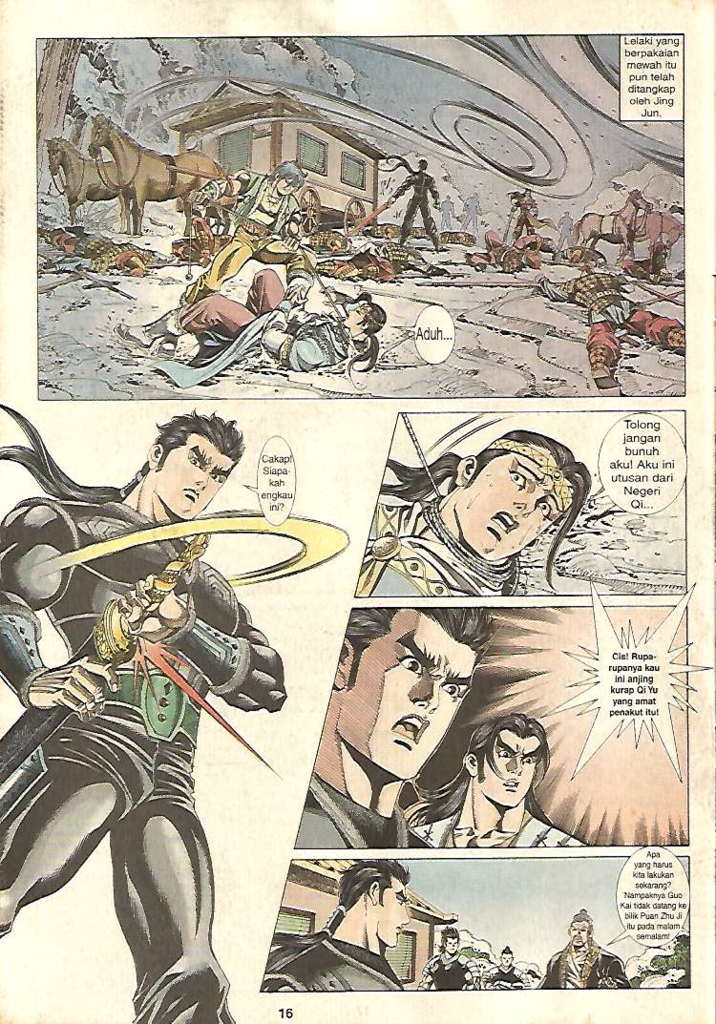 Lelaki yang
berpakaian
mewah itu
pun telah
ditangkap
oleh Jing
Jun.
Aduh...
Cakap!
Siapa-
kah
engkau
ini?
Tolong
jangan bunuh
aku! Aku ini
utusan dari
Negeri
Qi...
Cis! Rupa-
rupanya kau
ini anjing
kurap Qi Yu
yang amat
penakut itu!
Apa
yang harus
kita lakukan
sekarang?
Nampaknya Guo
Kai tidak datang ke
bilik Puan Zhu Ji
itu pada malam
semalam!
16